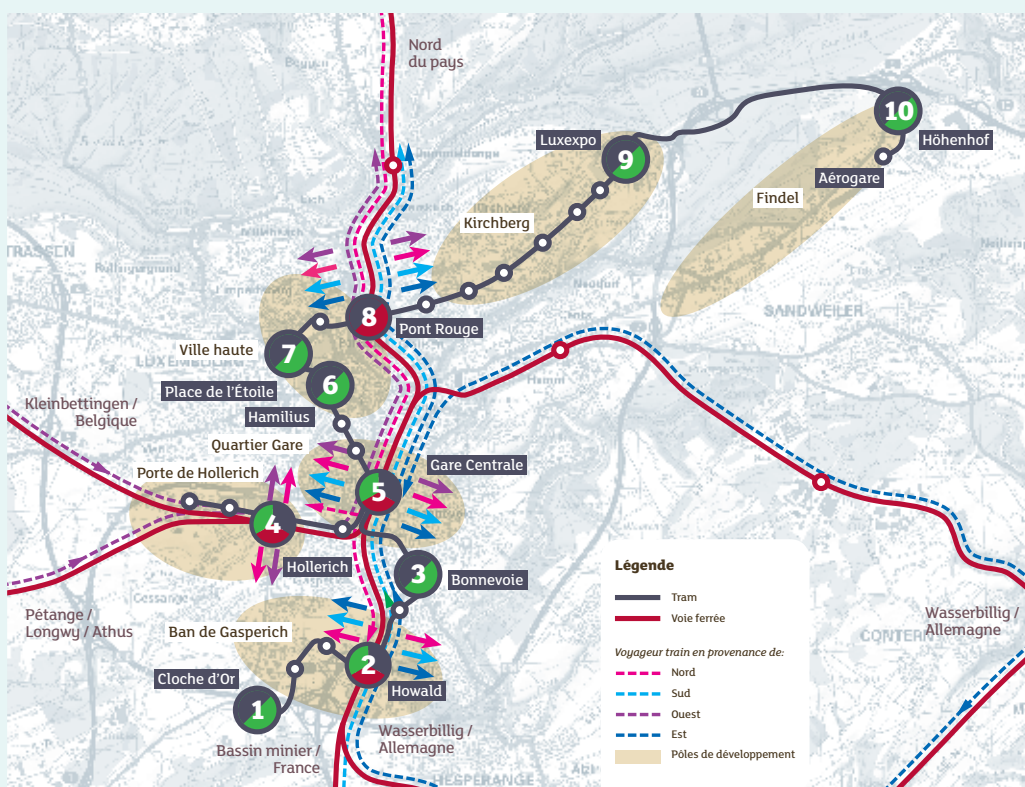 Nord
du pays
10
Luxexpo
9
Höhenhof
Aérogare
Findel
Kirchberg
STRASSEN
SANDWEILER
8
Pont Rouge
Ville haute
7
Place de l'Étoile
6
Hamilius
Kleinbettingen /
Belgique
Quartier Gare
Gare Centrale
Porte de Hollerich
5
4
Hollerich
3
Bonnevoie
Pétange /
Longwy / Athus
Ban de Gasperich
2
Howald
Cloche d'Or
1
Wasserbillig /
Allemagne
Bassin minier /
France
HESPERANGE
CONTERN
Wasserbillig /
Allemagne
Légende
Tram
Voie ferrée
Voyageur train en provenance de:
Nord
Sud
Ouest
Est
Pôles de développement